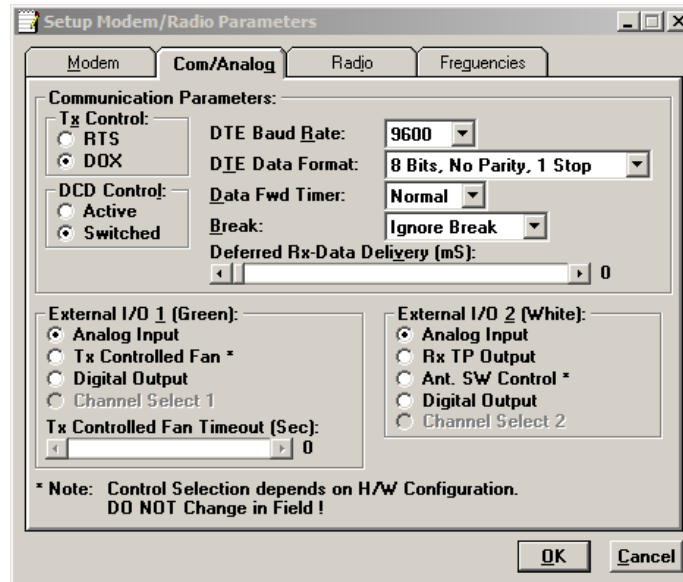 Setup Modem/Radio Parameters
Modem
Com/Analog
Radio
Frequencies
Communication Parameters:
Tx Control:
RTS
DOX
DTE Baud Rate: 9600
DTE Data Format: 8 Bits, No Parity, 1 Stop
DCD Control:
Active
Switched
Data Fwd Timer: Normal
Break: Ignore Break
Deferred Rx-Data Delivery (mS):
0
External I/O 1 (Green):
Analog Input
Tx Controlled Fan *
Digital Output
Channel Select 1
Tx Controlled Fan Timeout (Sec):
0
External I/O 2 (White):
Analog Input
Rx TP Output
Ant. SW Control *
Digital Output
Channel Select 2
* Note: Control Selection depends on H/W Configuration.
DO NOT Change in Field !
OK
Cancel